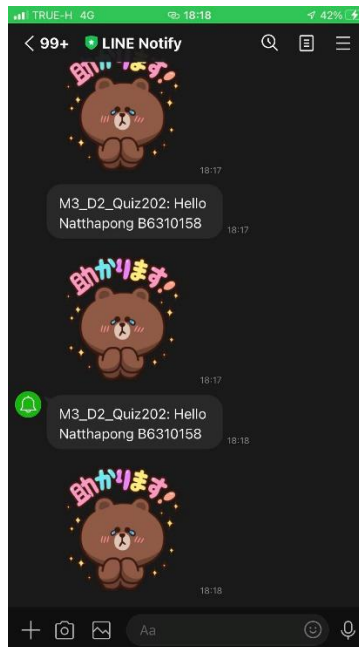 TRUE-H 4G
18:18
42%
99+
LINE Notify
助かります!
18:17
M3_D2_Quiz202: Hello
Natthapong B6310158
18:17
助かります!
18:17
M3_D2_Quiz202: Hello
Natthapong B6310158
18:18
助かります!
18:18
Aa